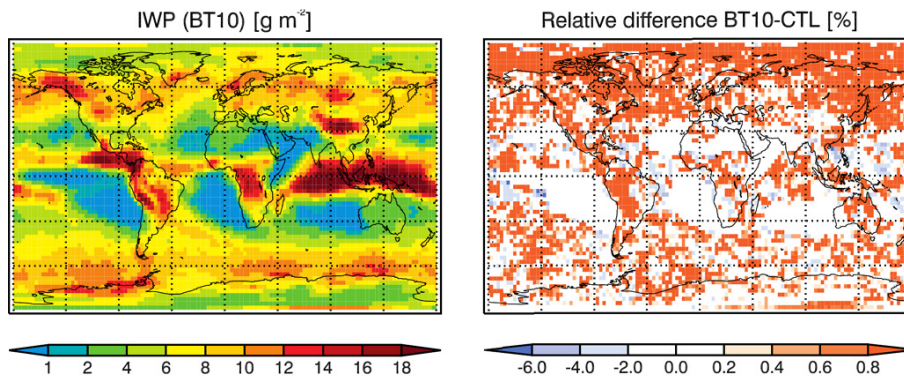 IWP (BT10) [g m⁻²]
Relative difference BT10-CTL [%]
1 2 4 6 8 10 12 14 16 18
-6.0 -4.0 -2.0 0.0 0.2 0.4 0.6 0.8